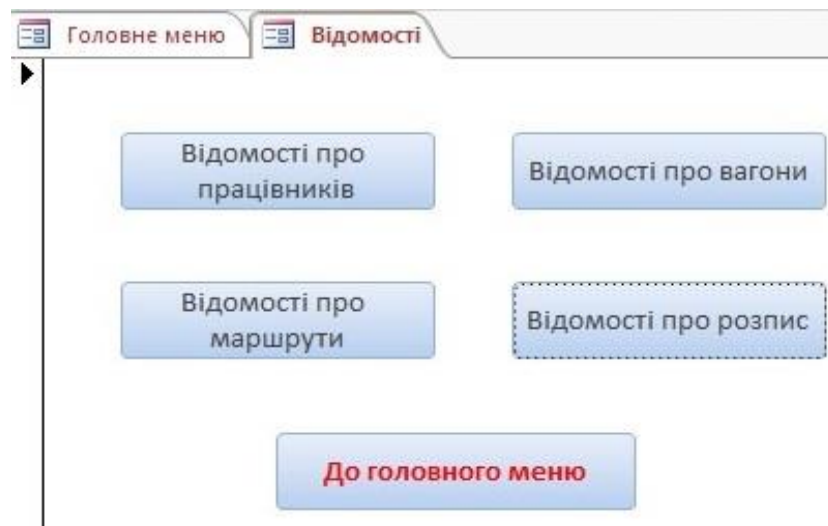 Головне меню
Відомості
Відомості про
працівників
Відомості про вагони
Відомості про
маршрути
Відомості про розпис
До головного меню